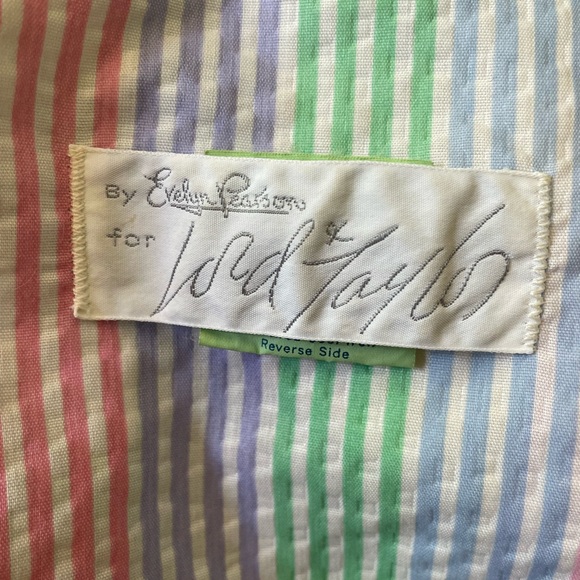 By Evelyn Pearson
for Lord & Taylor
Reverse Side